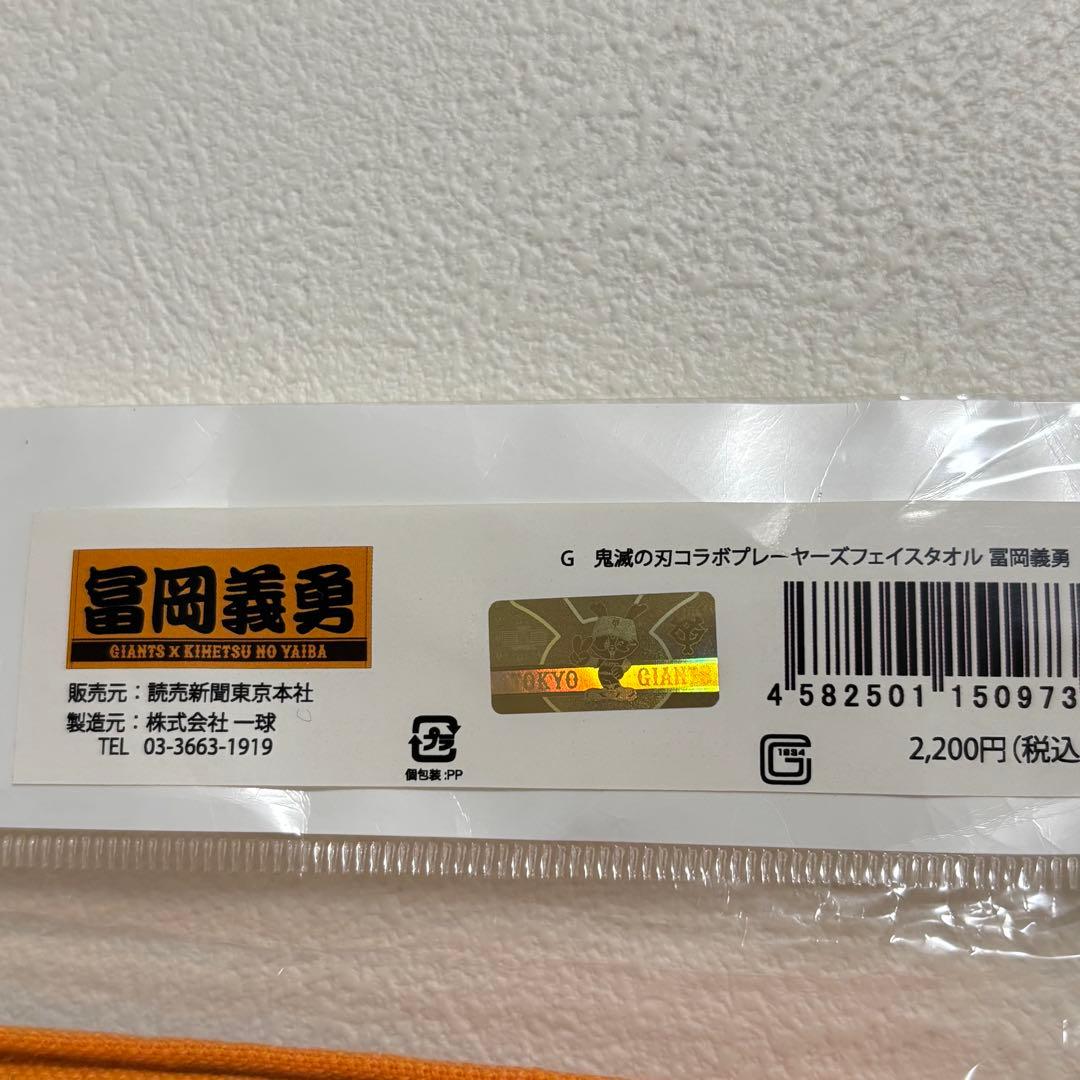 冨岡義勇
GIANTS x KIMETSU NO YAIBA
販売元：読売新聞東京本社
製造元：株式会社 一球
TEL 03-3663-1919
プラ
個包装:PP
TOKYO GIANTS
G 鬼滅の刃コラボプレーヤーズフェイスタオル 冨岡義勇
4 582501 150973
1934
G
2,200円(税込